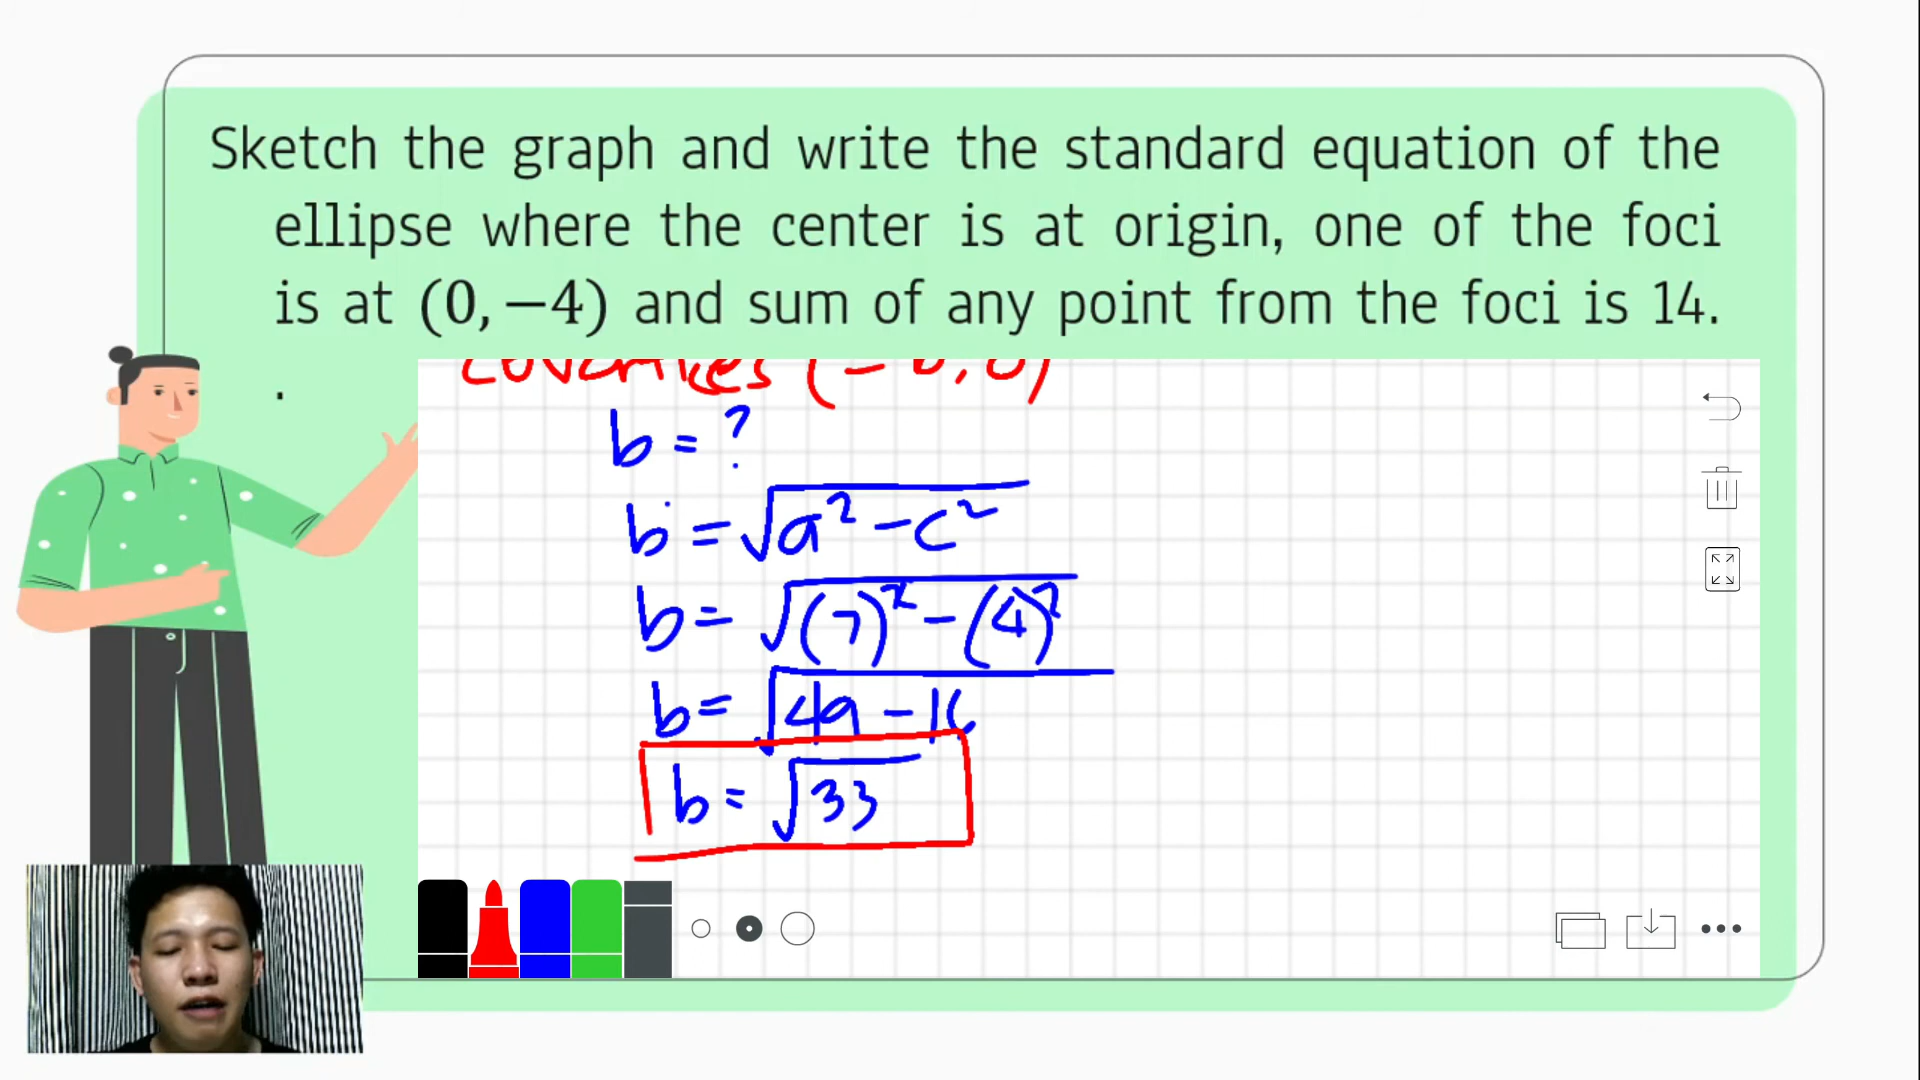 Sketch the graph and write the standard equation of the
ellipse where the center is at origin, one of the foci
is at (0, −4) and sum of any point from the foci is 14.
.
covertices (
b = ?
b = √a² − c²
b = √(7)² − (4)²
b = √49 − 16
b = √33